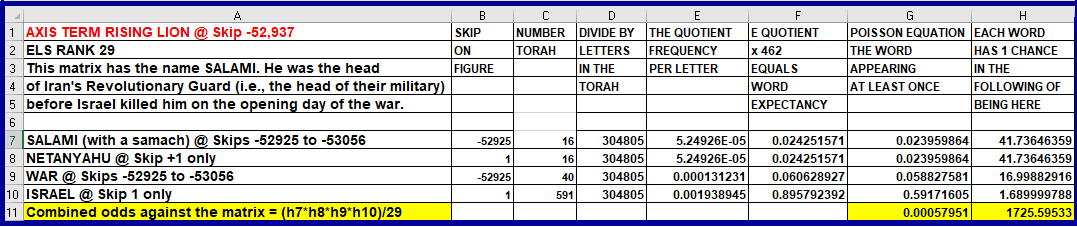 A B C D E F G H
1 AXIS TERM RISING LION @ Skip -52,937 SKIP NUMBER DIVIDE BY THE QUOTIENT E QUOTIENT POISSON EQUATION EACH WORD
2 ELS RANK 29 ON TORAH LETTERS FREQUENCY x 462 THE WORD HAS 1 CHANCE
3 This matrix has the name SALAMI. He was the head FIGURE IN THE PER LETTER EQUALS APPEARING IN THE
4 of Iran's Revolutionary Guard (i.e., the head of their military) TORAH WORD AT LEAST ONCE FOLLOWING OF
5 before Israel killed him on the opening day of the war. EXPECTANCY BEING HERE
6
7 SALAMI (with a samach) @ Skips -52925 to -53056 -52925 16 304805 5.24926E-05 0.024251571 0.023959864 41.73646359
8 NETANYAHU @ Skip +1 only 1 16 304805 5.24926E-05 0.024251571 0.023959864 41.73646359
9 WAR @ Skips -52925 to -53056 -52925 40 304805 0.000131231 0.060628927 0.058827581 16.99882916
10 ISRAEL @ Skip 1 only 1 591 304805 0.001938945 0.895792392 0.59171605 1.689999788
11 Combined odds against the matrix = (h7*h8*h9*h10)/29 0.00057951 1725.59533